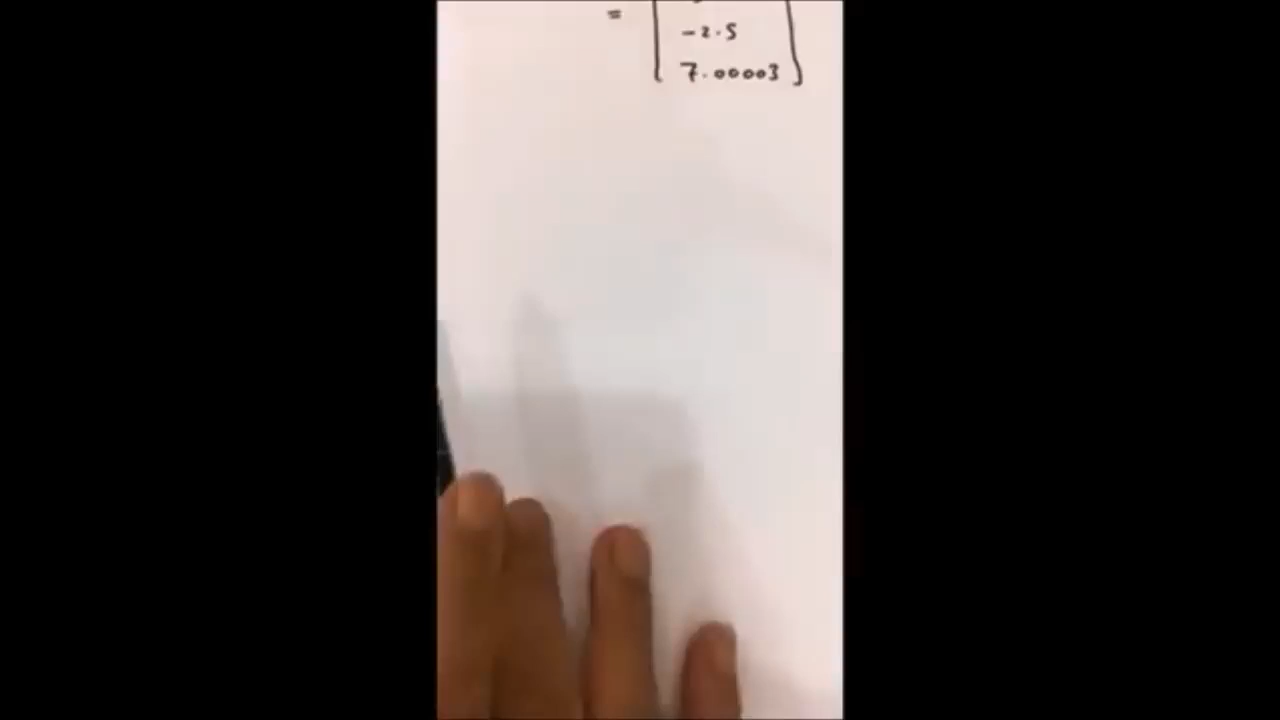 =
-2.5
7.00003